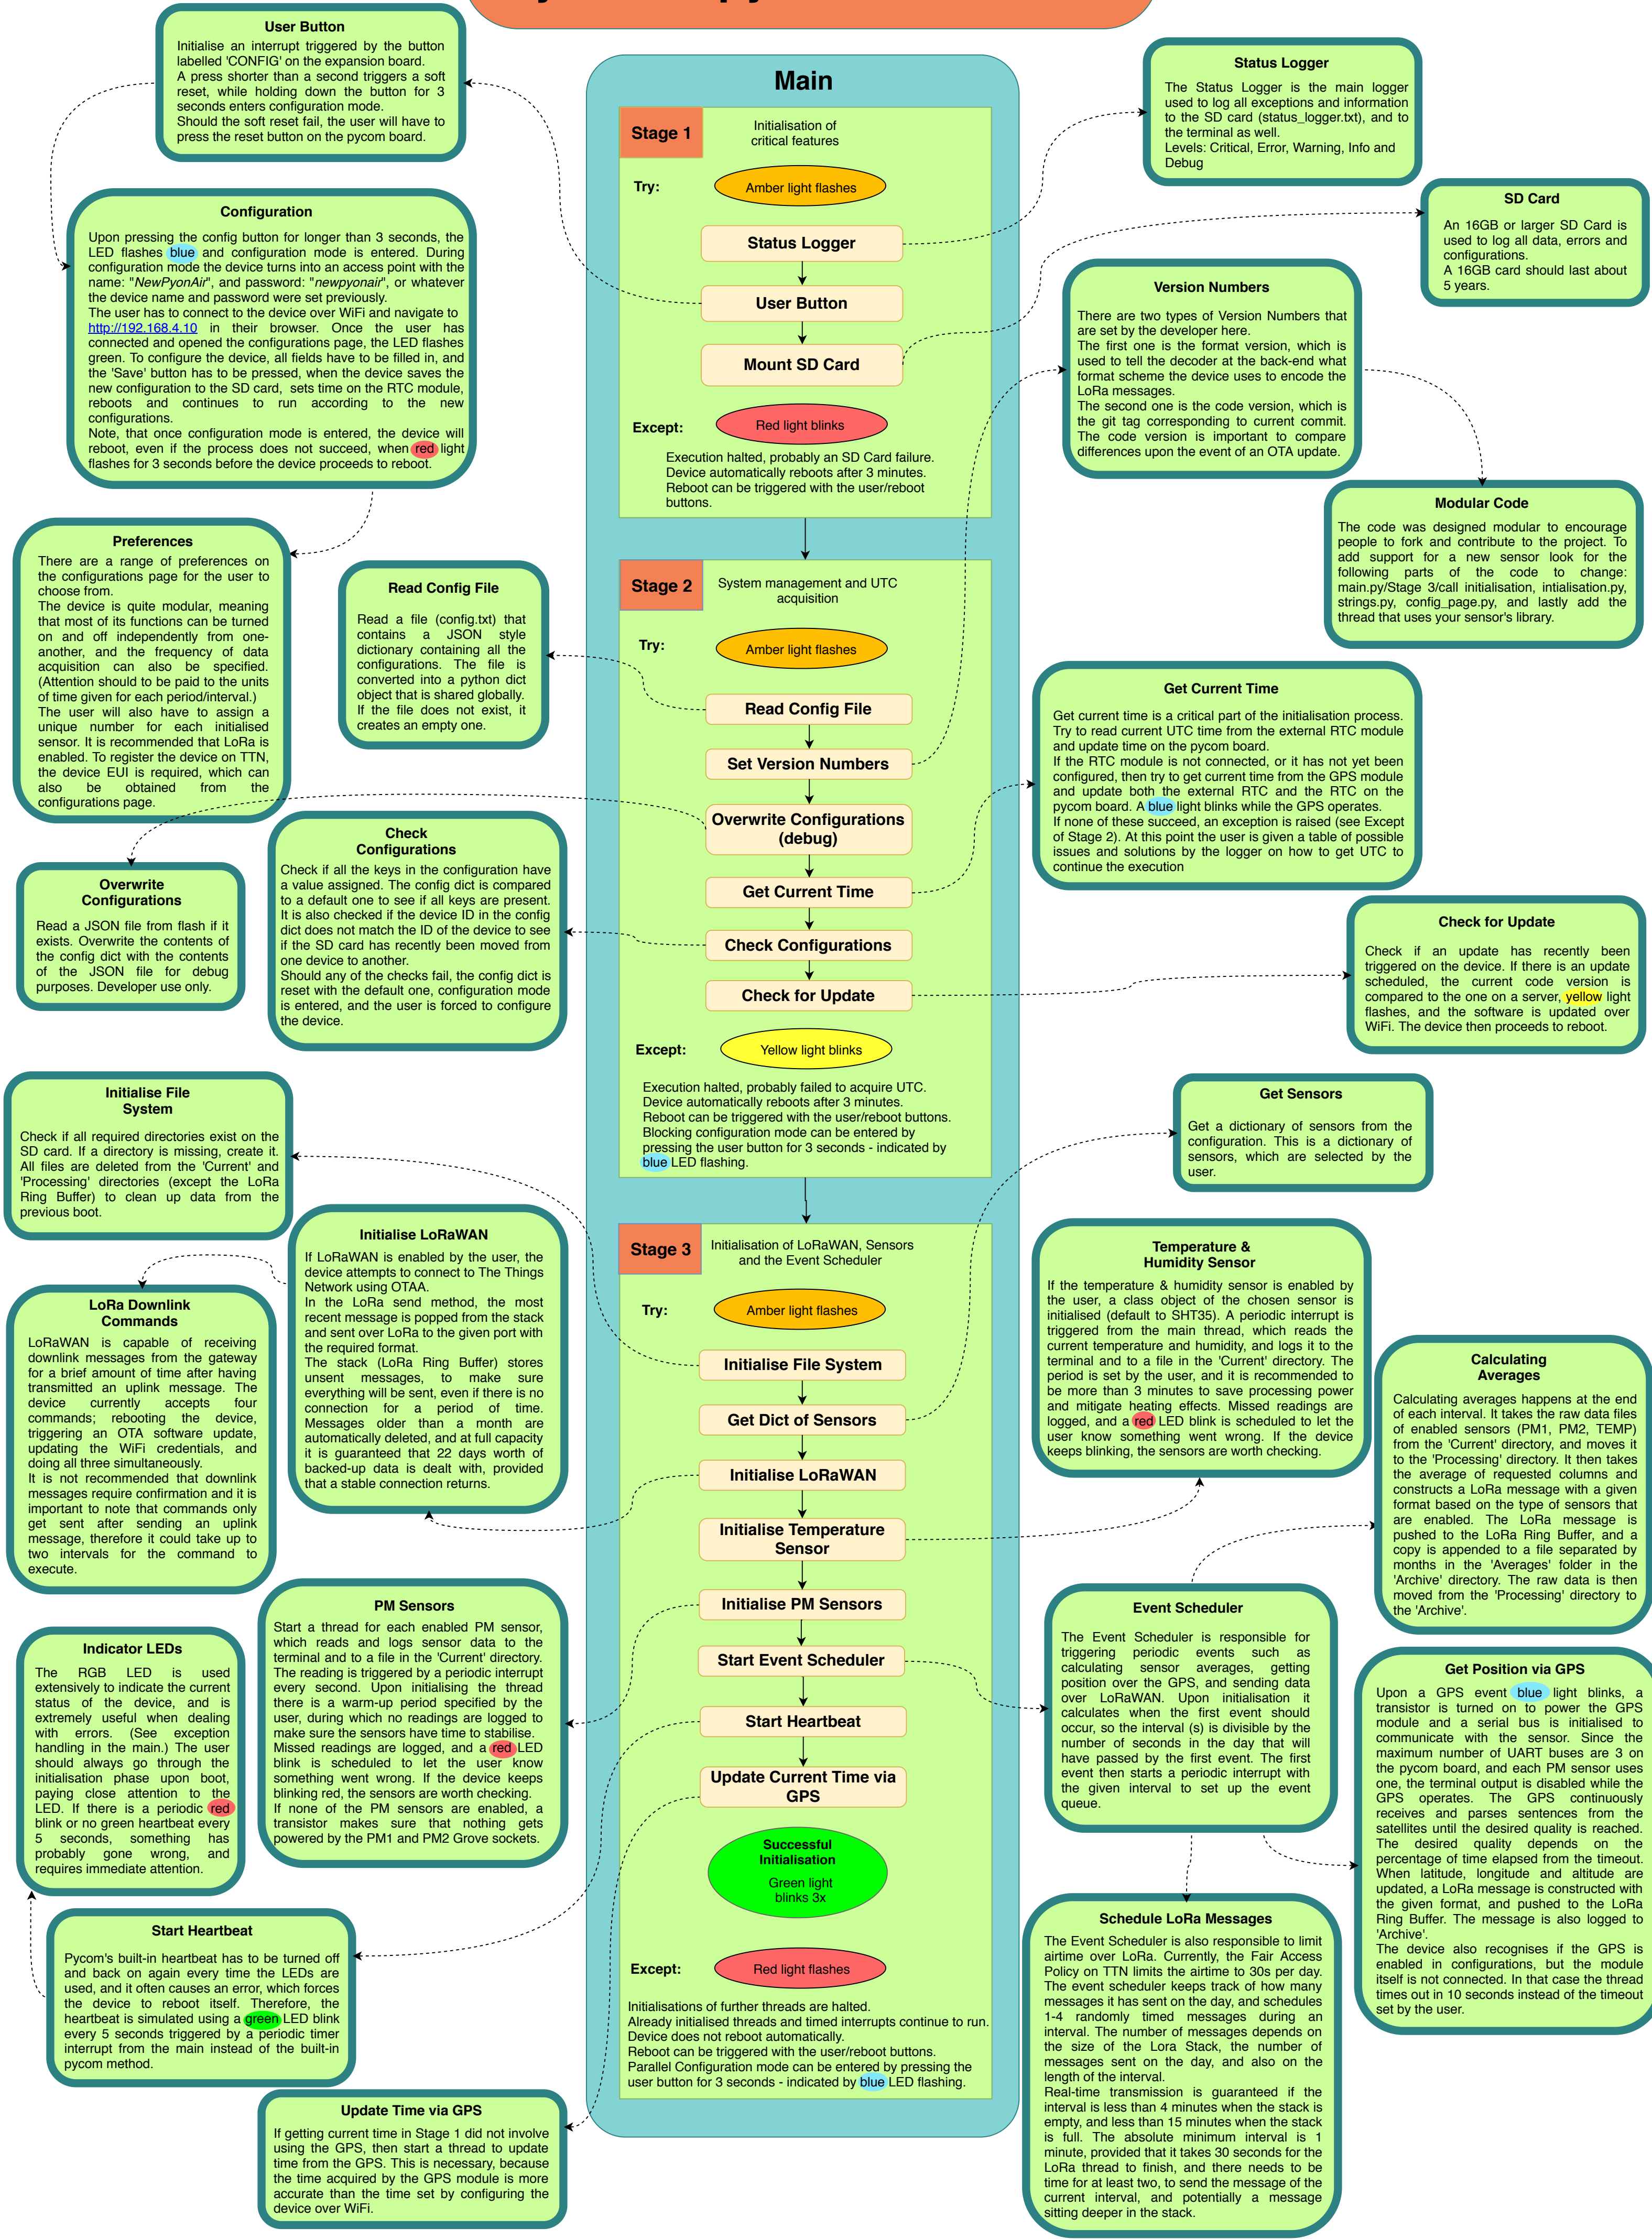 Main
Stage 1
Initialisation of
critical features
Try:
Amber light flashes
Status Logger
User Button
Mount SD Card
Except:
Red light blinks
Execution halted, probably an SD Card failure.
Device automatically reboots after 3 minutes.
Reboot can be triggered with the user/reboot
buttons.
Stage 2
System management and UTC
acquisition
Try:
Amber light flashes
Read Config File
Set Version Numbers
Overwrite Configurations
(debug)
Get Current Time
Check Configurations
Check for Update
Except:
Yellow light blinks
Execution halted, probably failed to acquire UTC.
Device automatically reboots after 3 minutes.
Reboot can be triggered with the user/reboot buttons.
Blocking configuration mode can be entered by
pressing the user button for 3 seconds - indicated by
blue LED flashing.
Stage 3
Initialisation of LoRaWAN, Sensors
and the Event Scheduler
Try:
Amber light flashes
Initialise File System
Get Dict of Sensors
Initialise LoRaWAN
Initialise Temperature
Sensor
Initialise PM Sensors
Start Event Scheduler
Start Heartbeat
Update Current Time via
GPS
Successful
Initialisation
Green light
blinks 3x
Except:
Red light flashes
Initialisations of further threads are halted.
Already initialised threads and timed interrupts continue to run.
Device does not reboot automatically.
Reboot can be triggered with the user/reboot buttons.
Parallel Configuration mode can be entered by pressing the
user button for 3 seconds - indicated by blue LED flashing.
User Button
Initialise an interrupt triggered by the button
labelled 'CONFIG' on the expansion board.
A press shorter than a second triggers a soft
reset, while holding down the button for 3
seconds enters configuration mode.
Should the soft reset fail, the user will have to
press the reset button on the pycom board.
Configuration
Upon pressing the config button for longer than 3 seconds, the
LED flashes blue and configuration mode is entered. During
configuration mode the device turns into an access point with the
name: "NewPyonAir", and password: "newpyonair", or whatever
the device name and password were set previously.
The user has to connect to the device over WiFi and navigate to
http://192.168.4.10 in their browser. Once the user has
connected and opened the configurations page, the LED flashes
green. To configure the device, all fields have to be filled in, and
the 'Save' button has to be pressed, when the device saves the
new configuration to the SD card, sets time on the RTC module,
reboots and continues to run according to the new
configurations.
Note, that once configuration mode is entered, the device will
reboot, even if the process does not succeed, when red light
flashes for 3 seconds before the device proceeds to reboot.
Preferences
There are a range of preferences on
the configurations page for the user to
choose from.
The device is quite modular, meaning
that most of its functions can be turned
on and off independently from one-
another, and the frequency of data
acquisition can also be specified.
(Attention should to be paid to the units
of time given for each period/interval.)
The user will also have to assign a
unique number for each initialised
sensor. It is recommended that LoRa is
enabled. To register the device on TTN,
the device EUI is required, which can
also be obtained from the
configurations page.
Read Config File
Read a file (config.txt) that
contains a JSON style
dictionary containing all the
configurations. The file is
converted into a python dict
object that is shared globally.
If the file does not exist, it
creates an empty one.
Overwrite
Configurations
Read a JSON file from flash if it
exists. Overwrite the contents of
the config dict with the contents
of the JSON file for debug
purposes. Developer use only.
Check
Configurations
Check if all the keys in the configuration have
a value assigned. The config dict is compared
to a default one to see if all keys are present.
It is also checked if the device ID in the config
dict does not match the ID of the device to see
if the SD card has recently been moved from
one device to another.
Should any of the checks fail, the config dict is
reset with the default one, configuration mode
is entered, and the user is forced to configure
the device.
Initialise File
System
Check if all required directories exist on the
SD card. If a directory is missing, create it.
All files are deleted from the 'Current' and
'Processing' directories (except the LoRa
Ring Buffer) to clean up data from the
previous boot.
Initialise LoRaWAN
If LoRaWAN is enabled by the user, the
device attempts to connect to The Things
Network using OTAA.
In the LoRa send method, the most
recent message is popped from the stack
and sent over LoRa to the given port with
the required format.
The stack (LoRa Ring Buffer) stores
unsent messages, to make sure
everything will be sent, even if there is no
connection for a period of time.
Messages older than a month are
automatically deleted, and at full capacity
it is guaranteed that 22 days worth of
backed-up data is dealt with, provided
that a stable connection returns.
LoRa Downlink
Commands
LoRaWAN is capable of receiving
downlink messages from the gateway
for a brief amount of time after having
transmitted an uplink message. The
device currently accepts four
commands; rebooting the device,
triggering an OTA software update,
updating the WiFi credentials, and
doing all three simultaneously.
It is not recommended that downlink
messages require confirmation and it is
important to note that commands only
get sent after sending an uplink
message, therefore it could take up to
two intervals for the command to
execute.
PM Sensors
Start a thread for each enabled PM sensor,
which reads and logs sensor data to the
terminal and to a file in the 'Current' directory.
The reading is triggered by a periodic interrupt
every second. Upon initialising the thread
there is a warm-up period specified by the
user, during which no readings are logged to
make sure the sensors have time to stabilise.
Missed readings are logged, and a red LED
blink is scheduled to let the user know
something went wrong. If the device keeps
blinking red, the sensors are worth checking.
If none of the PM sensors are enabled, a
transistor makes sure that nothing gets
powered by the PM1 and PM2 Grove sockets.
Indicator LEDs
The RGB LED is used
extensively to indicate the current
status of the device, and is
extremely useful when dealing
with errors. (See exception
handling in the main.) The user
should always go through the
initialisation phase upon boot,
paying close attention to the
LED. If there is a periodic red
blink or no green heartbeat every
5 seconds, something has
probably gone wrong, and
requires immediate attention.
Start Heartbeat
Pycom's built-in heartbeat has to be turned off
and back on again every time the LEDs are
used, and it often causes an error, which forces
the device to reboot itself. Therefore, the
heartbeat is simulated using a green LED blink
every 5 seconds triggered by a periodic timer
interrupt from the main instead of the built-in
pycom method.
Update Time via GPS
If getting current time in Stage 1 did not involve
using the GPS, then start a thread to update
time from the GPS. This is necessary, because
the time acquired by the GPS module is more
accurate than the time set by configuring the
device over WiFi.
Status Logger
The Status Logger is the main logger
used to log all exceptions and information
to the SD card (status_logger.txt), and to
the terminal as well.
Levels: Critical, Error, Warning, Info and
Debug
SD Card
An 16GB or larger SD Card is
used to log all data, errors and
configurations.
A 16GB card should last about
5 years.
Version Numbers
There are two types of Version Numbers that
are set by the developer here.
The first one is the format version, which is
used to tell the decoder at the back-end what
format scheme the device uses to encode the
LoRa messages.
The second one is the code version, which is
the git tag corresponding to current commit.
The code version is important to compare
differences upon the event of an OTA update.
Modular Code
The code was designed modular to encourage
people to fork and contribute to the project. To
add support for a new sensor look for the
following parts of the code to change:
main.py/Stage 3/call initialisation, intialisation.py,
strings.py, config_page.py, and lastly add the
thread that uses your sensor's library.
Get Current Time
Get current time is a critical part of the initialisation process.
Try to read current UTC time from the external RTC module
and update time on the pycom board.
If the RTC module is not connected, or it has not yet been
configured, then try to get current time from the GPS module
and update both the external RTC and the RTC on the
pycom board. A blue light blinks while the GPS operates.
If none of these succeed, an exception is raised (see Except
of Stage 2). At this point the user is given a table of possible
issues and solutions by the logger on how to get UTC to
continue the execution
Check for Update
Check if an update has recently been
triggered on the device. If there is an update
scheduled, the current code version is
compared to the one on a server, yellow light
flashes, and the software is updated over
WiFi. The device then proceeds to reboot.
Get Sensors
Get a dictionary of sensors from the
configuration. This is a dictionary of
sensors, which are selected by the
user.
Temperature &
Humidity Sensor
If the temperature & humidity sensor is enabled by
the user, a class object of the chosen sensor is
initialised (default to SHT35). A periodic interrupt is
triggered from the main thread, which reads the
current temperature and humidity, and logs it to the
terminal and to a file in the 'Current' directory. The
period is set by the user, and it is recommended to
be more than 3 minutes to save processing power
and mitigate heating effects. Missed readings are
logged, and a red LED blink is scheduled to let the
user know something went wrong. If the device
keeps blinking, the sensors are worth checking.
Calculating
Averages
Calculating averages happens at the end
of each interval. It takes the raw data files
of enabled sensors (PM1, PM2, TEMP)
from the 'Current' directory, and moves it
to the 'Processing' directory. It then takes
the average of requested columns and
constructs a LoRa message with a given
format based on the type of sensors that
are enabled. The LoRa message is
pushed to the LoRa Ring Buffer, and a
copy is appended to a file separated by
months in the 'Averages' folder in the
'Archive' directory. The raw data is then
moved from the 'Processing' directory to
the 'Archive'.
Event Scheduler
The Event Scheduler is responsible for
triggering periodic events such as
calculating sensor averages, getting
position over the GPS, and sending data
over LoRaWAN. Upon initialisation it
calculates when the first event should
occur, so the interval (s) is divisible by the
number of seconds in the day that will
have passed by the first event. The first
event then starts a periodic interrupt with
the given interval to set up the event
queue.
Get Position via GPS
Upon a GPS event blue light blinks, a
transistor is turned on to power the GPS
module and a serial bus is initialised to
communicate with the sensor. Since the
maximum number of UART buses are 3 on
the pycom board, and each PM sensor uses
one, the terminal output is disabled while the
GPS operates. The GPS continuously
receives and parses sentences from the
satellites until the desired quality is reached.
The desired quality depends on the
percentage of time elapsed from the timeout.
When latitude, longitude and altitude are
updated, a LoRa message is constructed with
the given format, and pushed to the LoRa
Ring Buffer. The message is also logged to
'Archive'.
The device also recognises if the GPS is
enabled in configurations, but the module
itself is not connected. In that case the thread
times out in 10 seconds instead of the timeout
set by the user.
Schedule LoRa Messages
The Event Scheduler is also responsible to limit
airtime over LoRa. Currently, the Fair Access
Policy on TTN limits the airtime to 30s per day.
The event scheduler keeps track of how many
messages it has sent on the day, and schedules
1-4 randomly timed messages during an
interval. The number of messages depends on
the size of the Lora Stack, the number of
messages sent on the day, and also on the
length of the interval.
Real-time transmission is guaranteed if the
interval is less than 4 minutes when the stack is
empty, and less than 15 minutes when the stack
is full. The absolute minimum interval is 1
minute, provided that it takes 30 seconds for the
LoRa thread to finish, and there needs to be
time for at least two, to send the message of the
current interval, and potentially a message
sitting deeper in the stack.